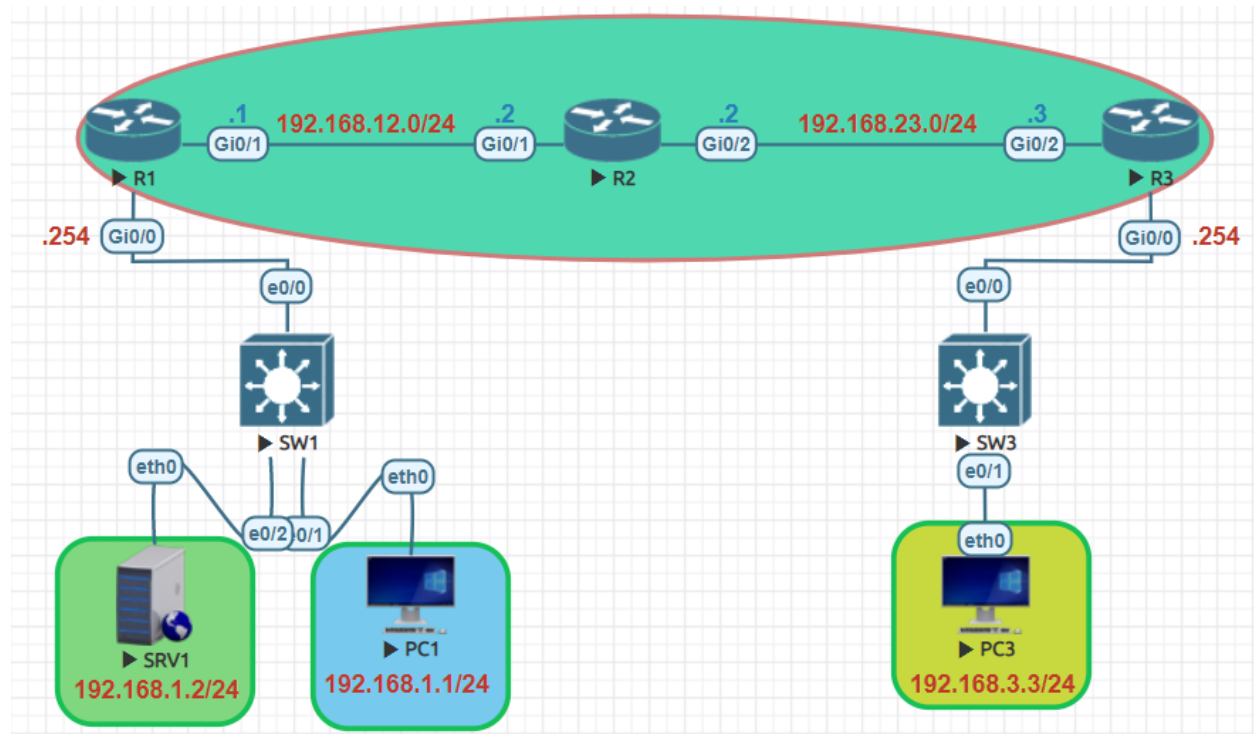 .1
192.168.12.0/24
.2
.2
192.168.23.0/24
.3
Gi0/1
Gi0/1
Gi0/2
Gi0/2
R1
R2
R3
.254
Gi0/0
Gi0/0
.254
e0/0
e0/0
SW1
SW3
eth0
eth0
e0/1
e0/2
0/1
eth0
SRV1
PC1
PC3
192.168.1.2/24
192.168.1.1/24
192.168.3.3/24